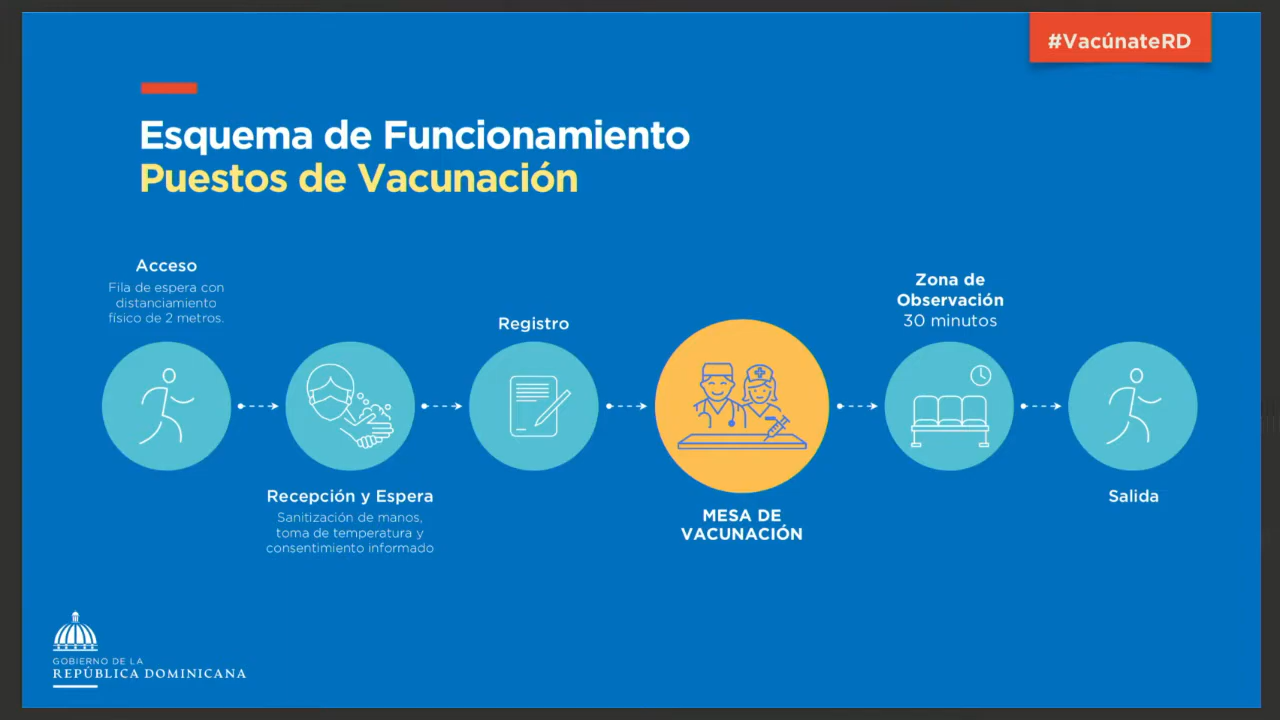 #VacúnateRD
Esquema de Funcionamiento
Puestos de Vacunación
Acceso
Fila de espera con
distanciamiento
físico de 2 metros.
Recepción y Espera
Sanitización de manos,
toma de temperatura y
consentimiento informado
Registro
MESA DE
VACUNACIÓN
Zona de
Observación
30 minutos
Salida
GOBIERNO DE LA
REPÚBLICA DOMINICANA